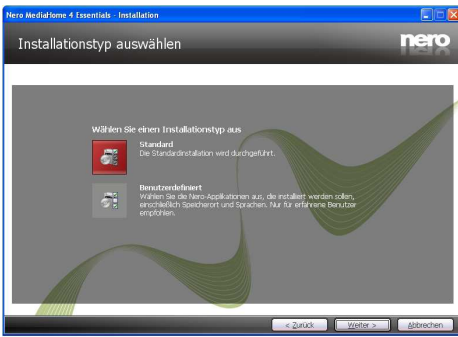 Nero MediaHome 4 Essentials - Installation
Installationstyp auswählen
nero
Wählen Sie einen Installationstyp aus
Standard
Die Standardinstallation wird durchgeführt.
Benutzerdefiniert
Wählen Sie die Nero-Applikationen aus, die installiert werden sollen,
einschließlich Speicherort und Sprachen. Nur für erfahrene Benutzer
empfohlen.
< Zurück
Weiter >
Abbrechen